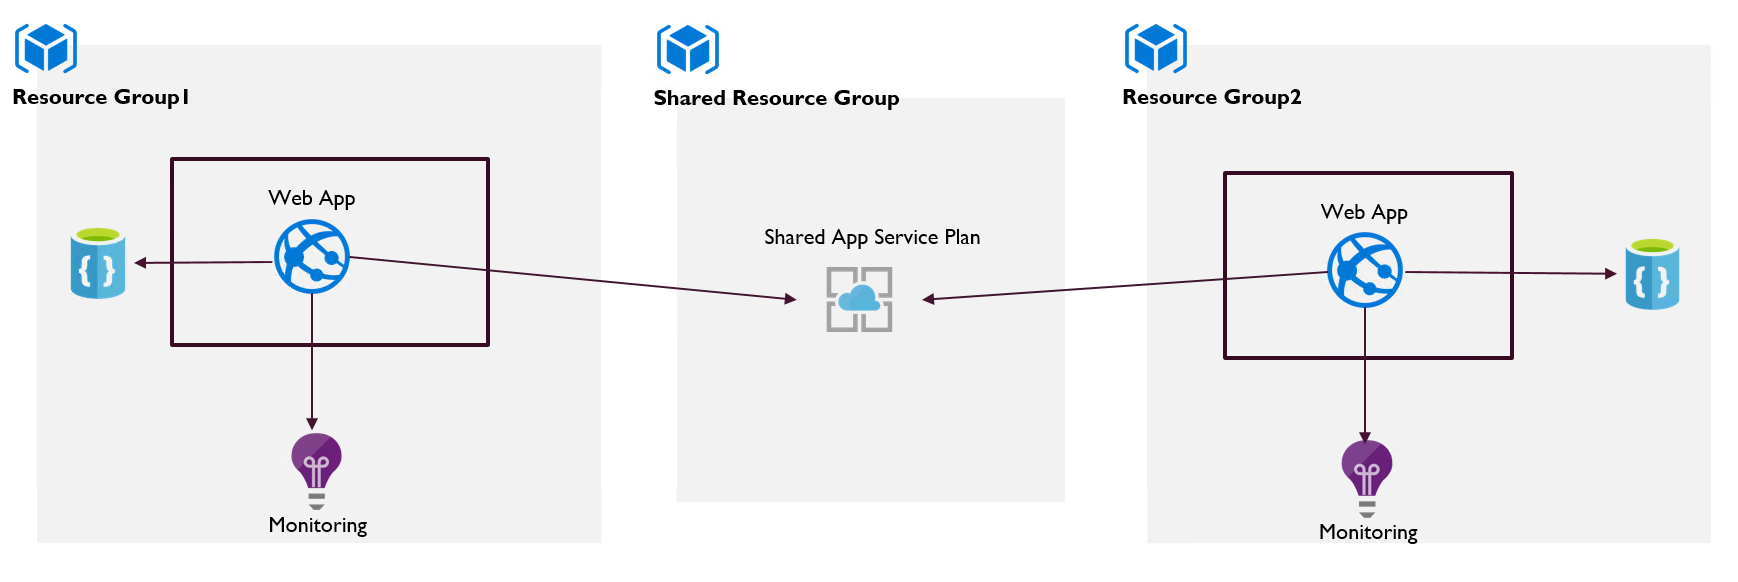 Resource Group1
Web App
{ }
Monitoring
Shared Resource Group
Shared App Service Plan
Resource Group2
Web App
{ }
Monitoring